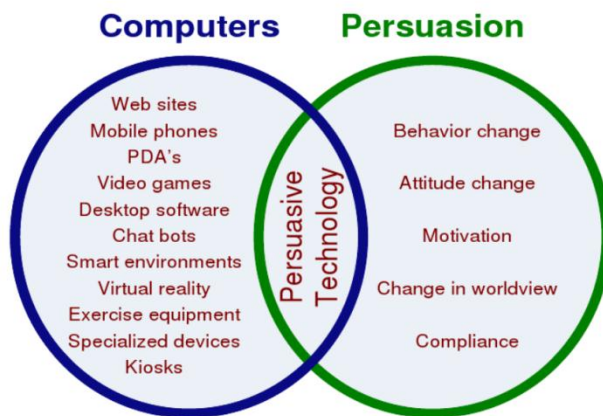 Computers
Persuasion
Web sites
Mobile phones
PDA's
Video games
Desktop software
Chat bots
Smart environments
Virtual reality
Exercise equipment
Specialized devices
Kiosks
Persuasive
Technology
Behavior change
Attitude change
Motivation
Change in worldview
Compliance